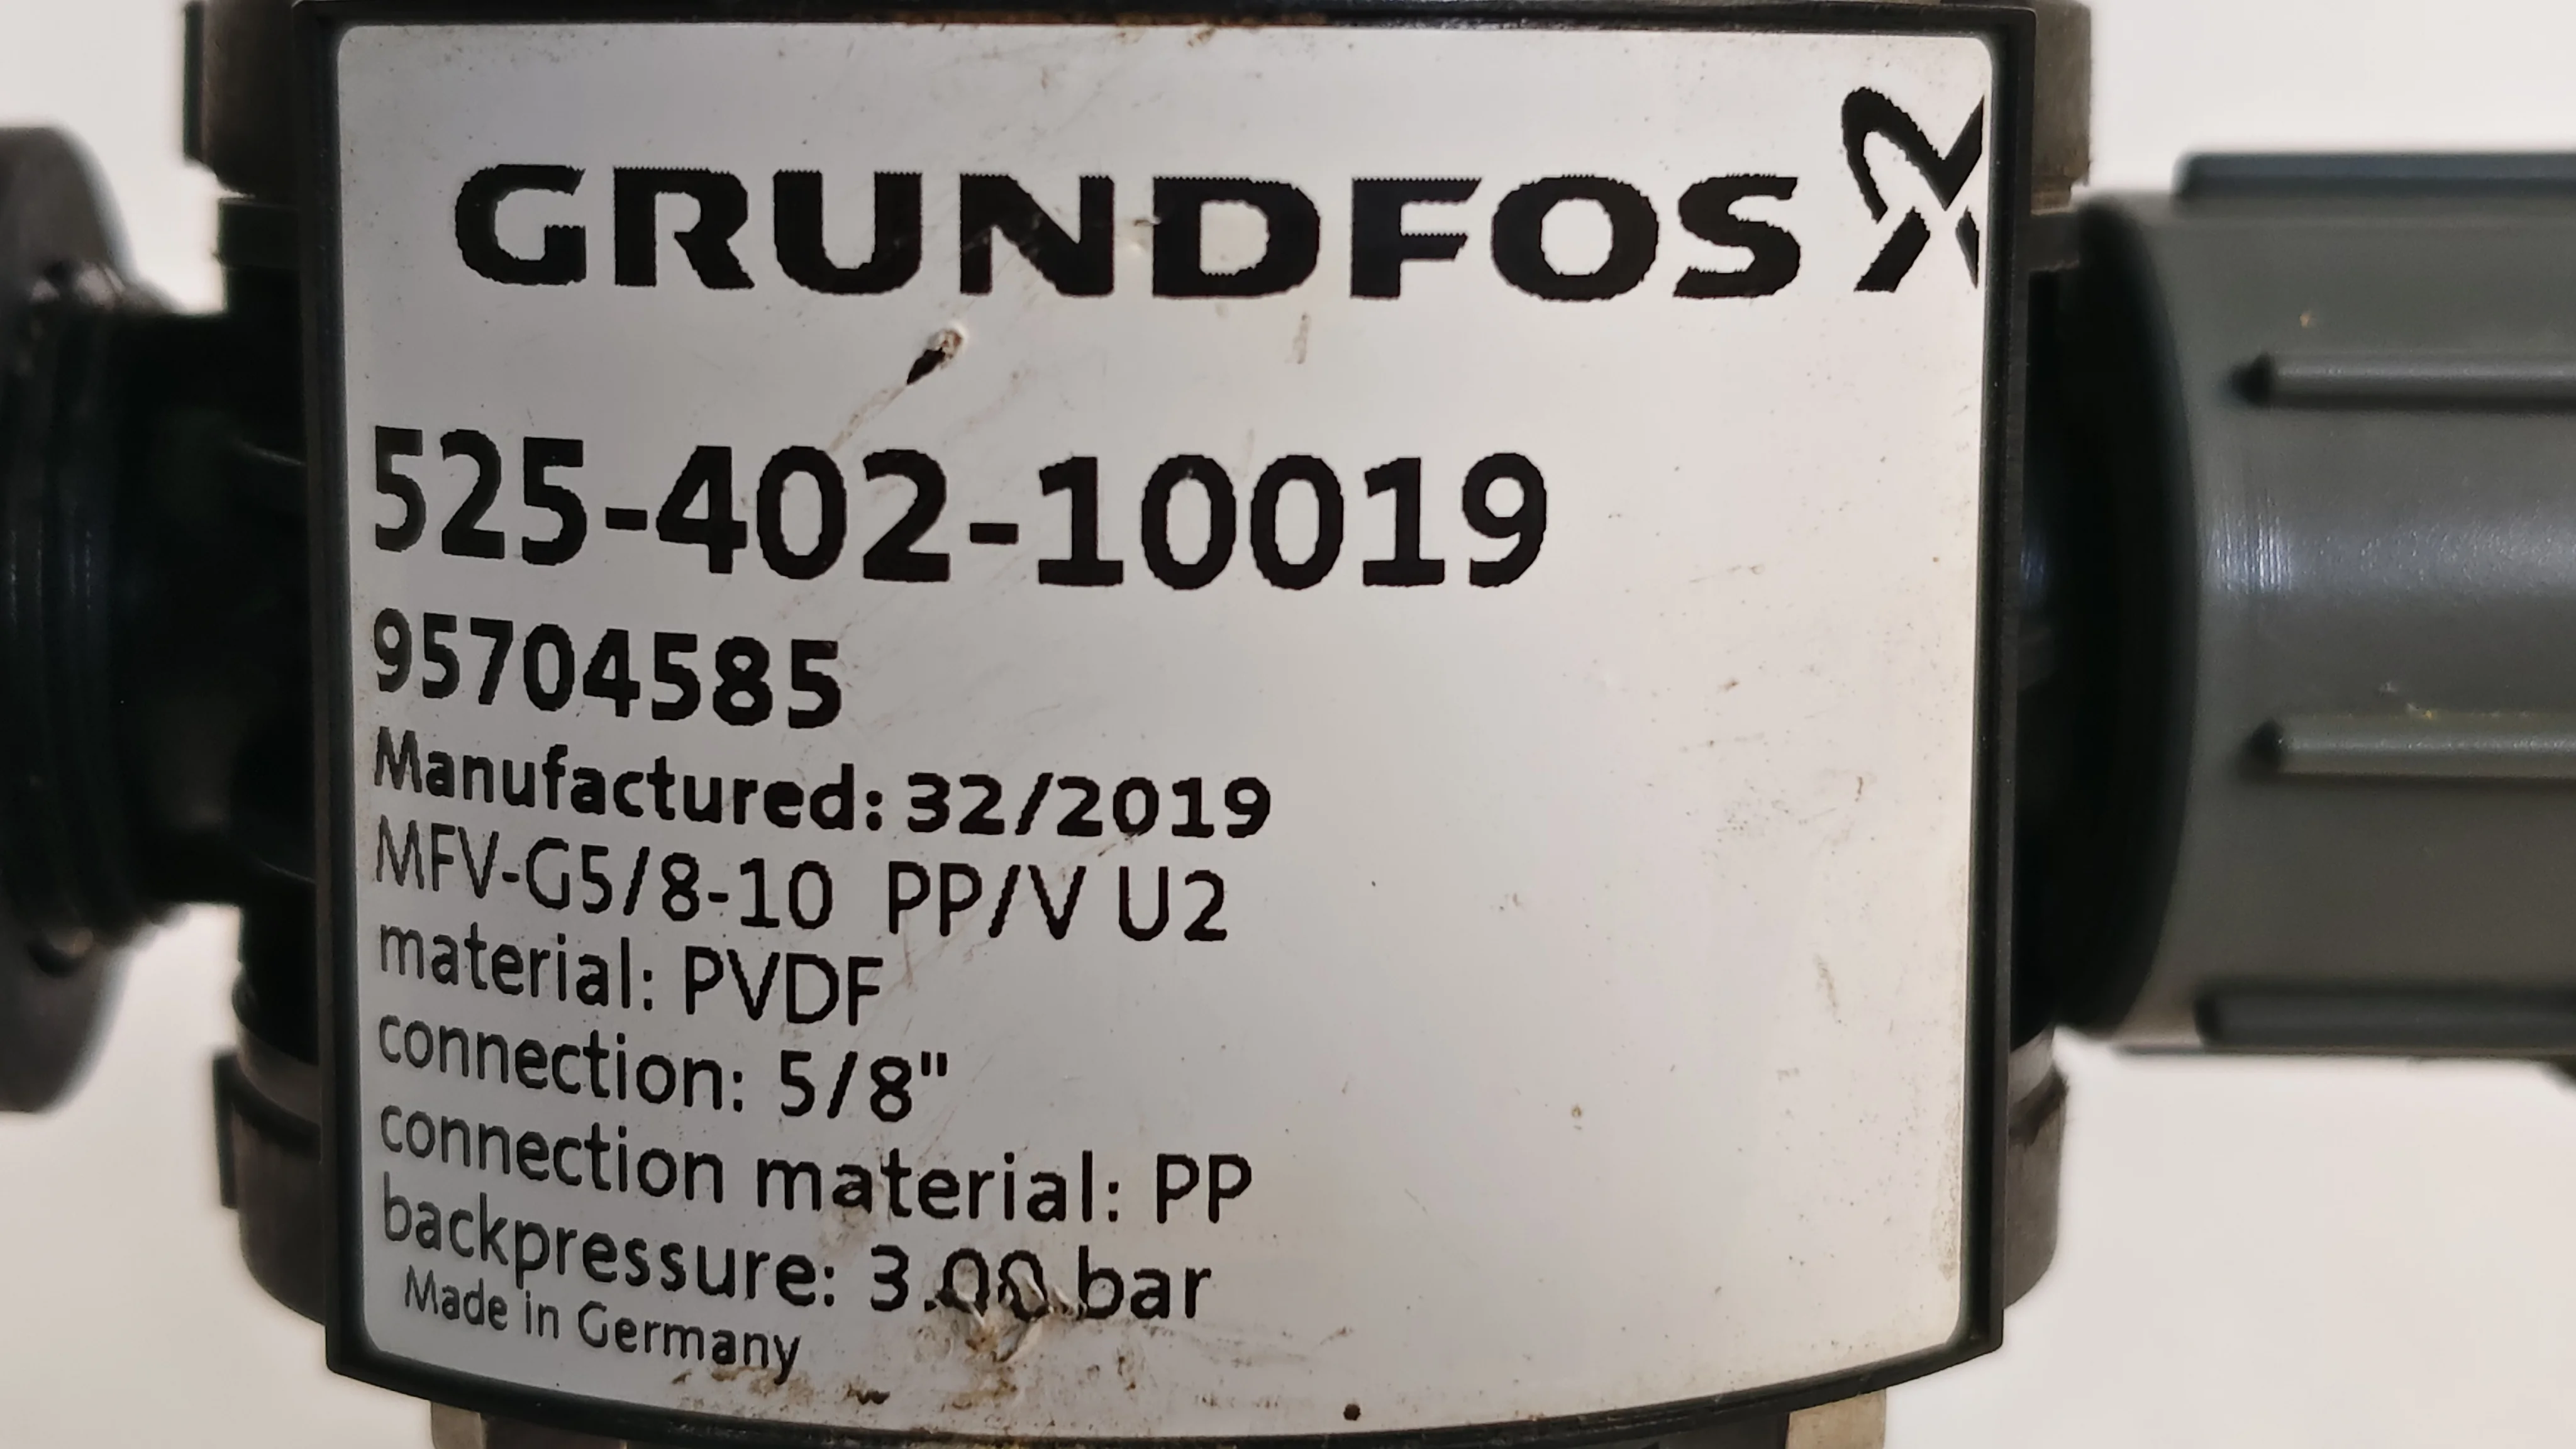 GRUNDFOS
525-402-10019
95704585
Manufactured: 32/2019
MFV-G5/8-10 PP/V U2
material: PVDF
connection: 5/8"
connection material: PP
backpressure: 3.00 bar
Made in Germany